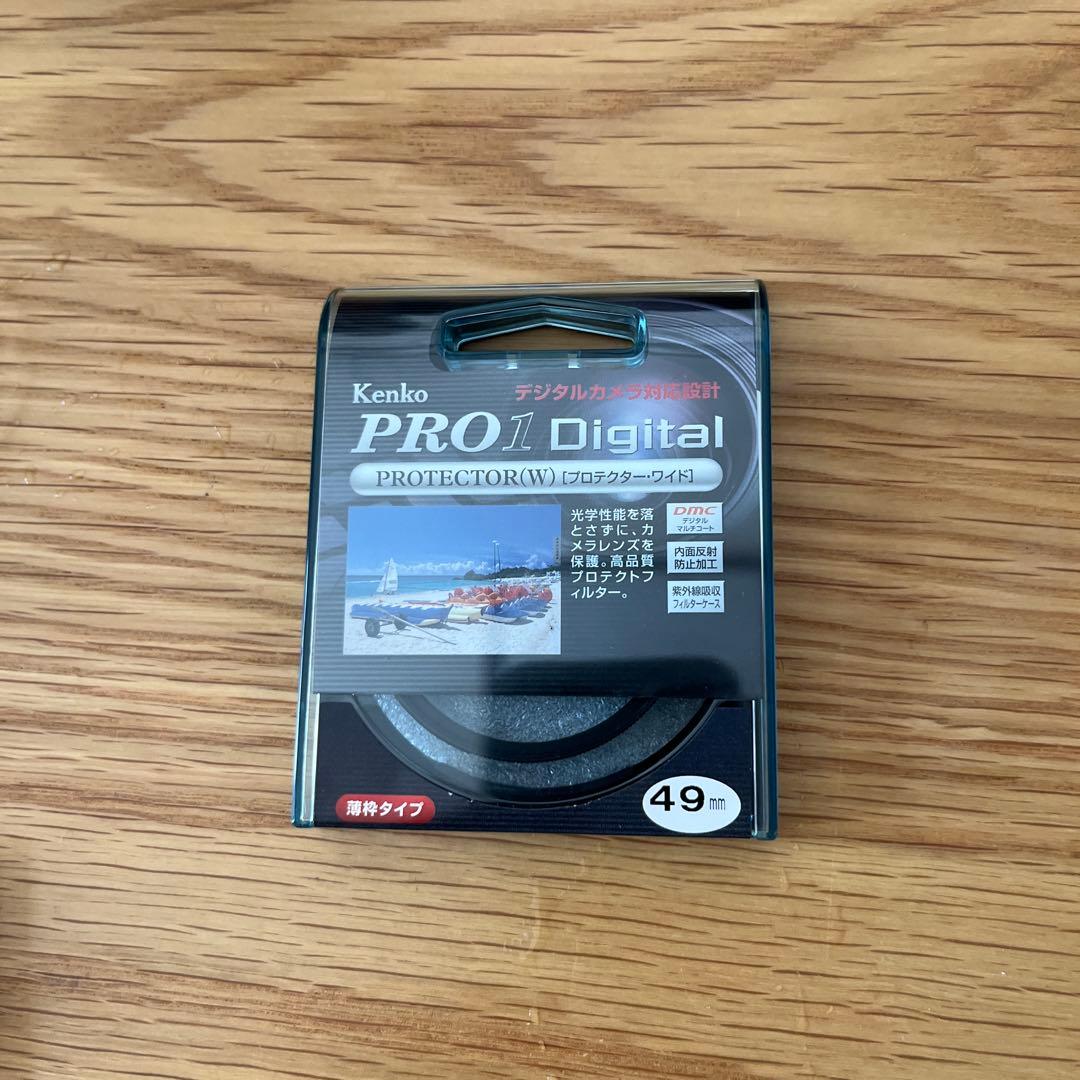 Kenko
デジタルカメラ対応設計
PRO1 Digital
PROTECTOR(W) [プロテクター・ワイド]
光学性能を落
とさずに、カ
メラレンズを
保護。高品質
プロテクトフ
ィルター。
DMC
デジタル
マルチコート
内面反射
防止加工
紫外線吸収
フィルターケース
薄枠タイプ
49mm